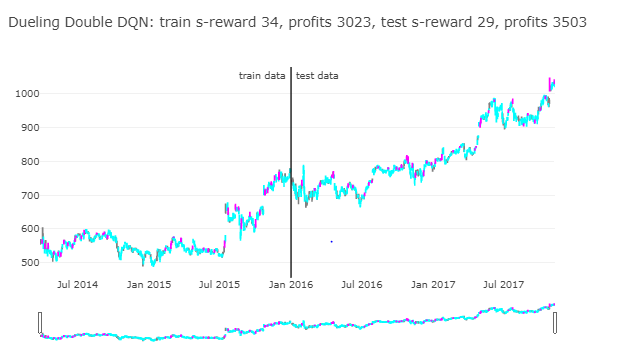 Dueling Double DQN: train s-reward 34, profits 3023, test s-reward 29, profits 3503
train data test data
1000
900
800
700
600
500
Jul 2014 Jan 2015 Jul 2015 Jan 2016 Jul 2016 Jan 2017 Jul 2017